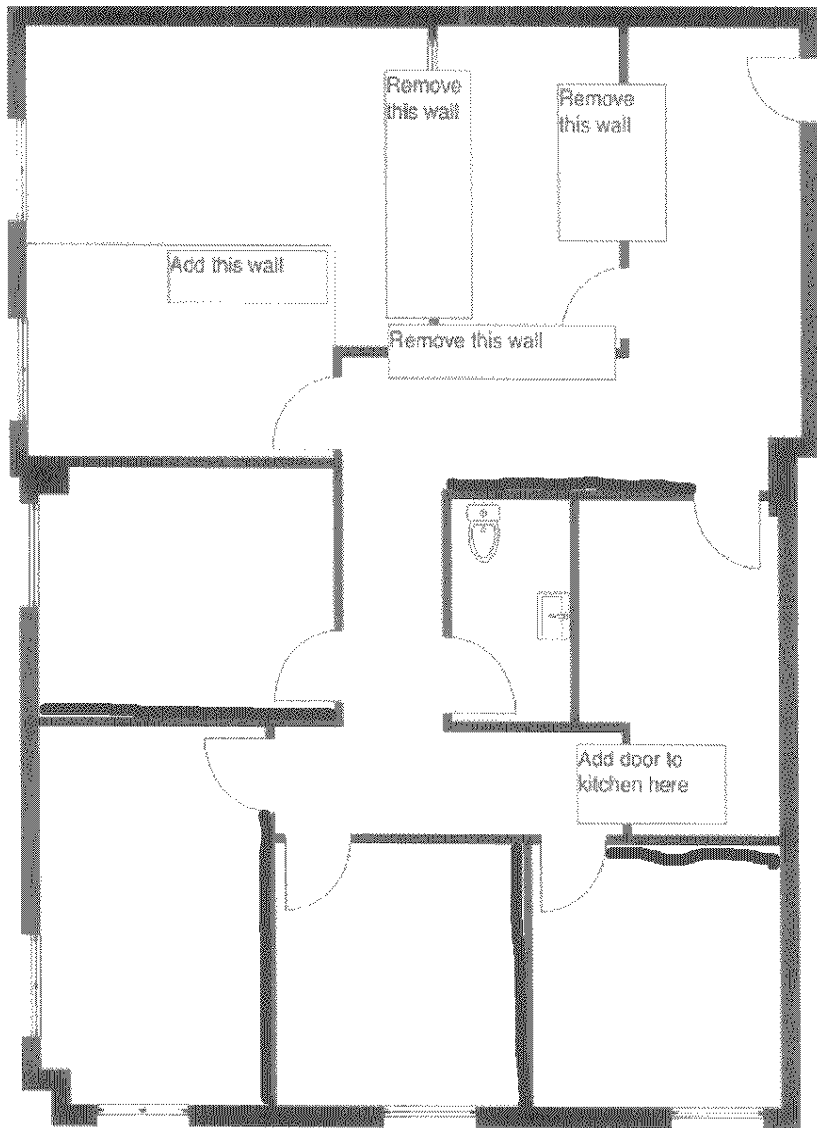 Remove
this wall
Remove
this wall
Add this wall
Remove this wall
Add door to
kitchen here